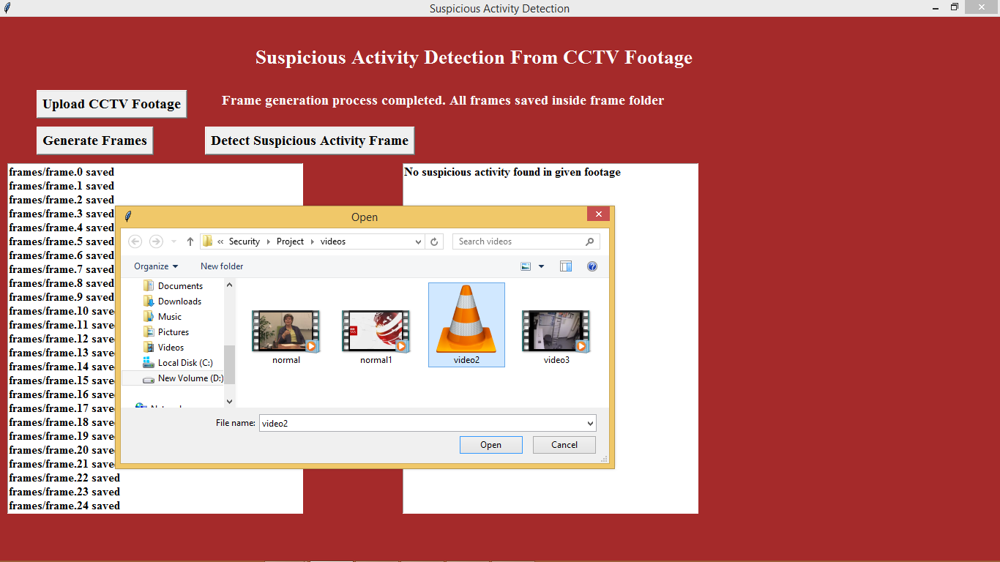 Suspicious Activity Detection
Suspicious Activity Detection From CCTV Footage
Upload CCTV Footage
Frame generation process completed. All frames saved inside frame folder
Generate Frames
Detect Suspicious Activity Frame
frames/frame.0 saved
frames/frame.1 saved
frames/frame.2 saved
frames/frame.3 saved
frames/frame.4 saved
frames/frame.5 saved
frames/frame.6 saved
frames/frame.7 saved
frames/frame.8 saved
frames/frame.9 saved
frames/frame.10 save
frames/frame.11 save
frames/frame.12 save
frames/frame.13 save
frames/frame.14 save
frames/frame.15 save
frames/frame.16 save
frames/frame.17 save
frames/frame.18 save
frames/frame.19 save
frames/frame.20 save
frames/frame.21 save
frames/frame.22 saved
frames/frame.23 saved
frames/frame.24 saved
No suspicious activity found in given footage
Open
« Security Project videos
Search videos
Organize
New folder
Documents
Downloads
Music
Pictures
Videos
Local Disk (C:)
New Volume (D:)
normal
normal1
video2
video3
File name: video2
Open
Cancel